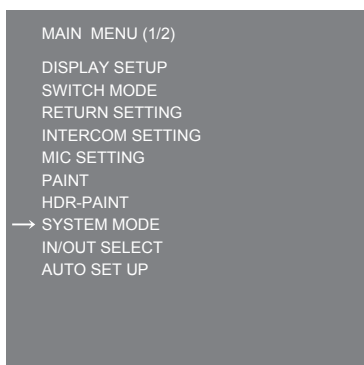 MAIN MENU (1/2)
DISPLAY SETUP
SWITCH MODE
RETURN SETTING
INTERCOM SETTING
MIC SETTING
PAINT
HDR-PAINT
→ SYSTEM MODE
IN/OUT SELECT
AUTO SET UP